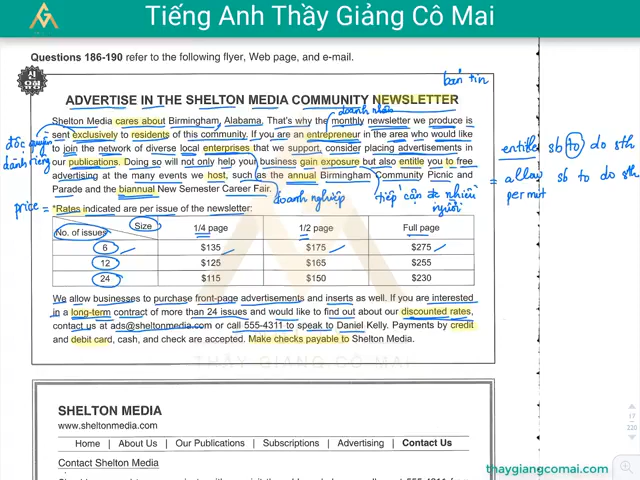 Tiếng Anh Thầy Giảng Cô Mai
Questions 186-190 refer to the following flyer, Web page, and e-mail.
bản tin
ADVERTISE IN THE SHELTON MEDIA COMMUNITY NEWSLETTER
doanh nhân
Shelton Media cares about Birmingham, Alabama. That's why the monthly newsletter we produce is
sent exclusively to residents of this community. If you are an entrepreneur in the area who would like
to join the network of diverse local enterprises that we support, consider placing advertisements in
our publications. Doing so will not only help your business gain exposure but also entitle you to free
advertising at the many events we host, such as the annual Birmingham Community Picnic and
Parade and the biannual New Semester Career Fair.
độc quyền
dành riêng
entitle sb to do sth
= allow sb to do sth
permit
doanh nghiệp
tiếp cận đc nhiều
người
price =
*Rates indicated are per issue of the newsletter:
Size
No. of issues
1/4 page 1/2 page Full page
6 $135 $175 $275
12 $125 $165 $255
24 $115 $150 $230
We allow businesses to purchase front-page advertisements and inserts as well. If you are interested
in a long-term contract of more than 24 issues and would like to find out about our discounted rates,
contact us at ads@sheltonmedia.com or call 555-4311 to speak to Daniel Kelly. Payments by credit
and debit card, cash, and check are accepted. Make checks payable to Shelton Media.
THẦY GIẢNG CÔ MAI
SHELTON MEDIA
www.sheltonmedia.com
Home | About Us | Our Publications | Subscriptions | Advertising | Contact Us
Contact Shelton Media
17
220
thaygiangcomai.com